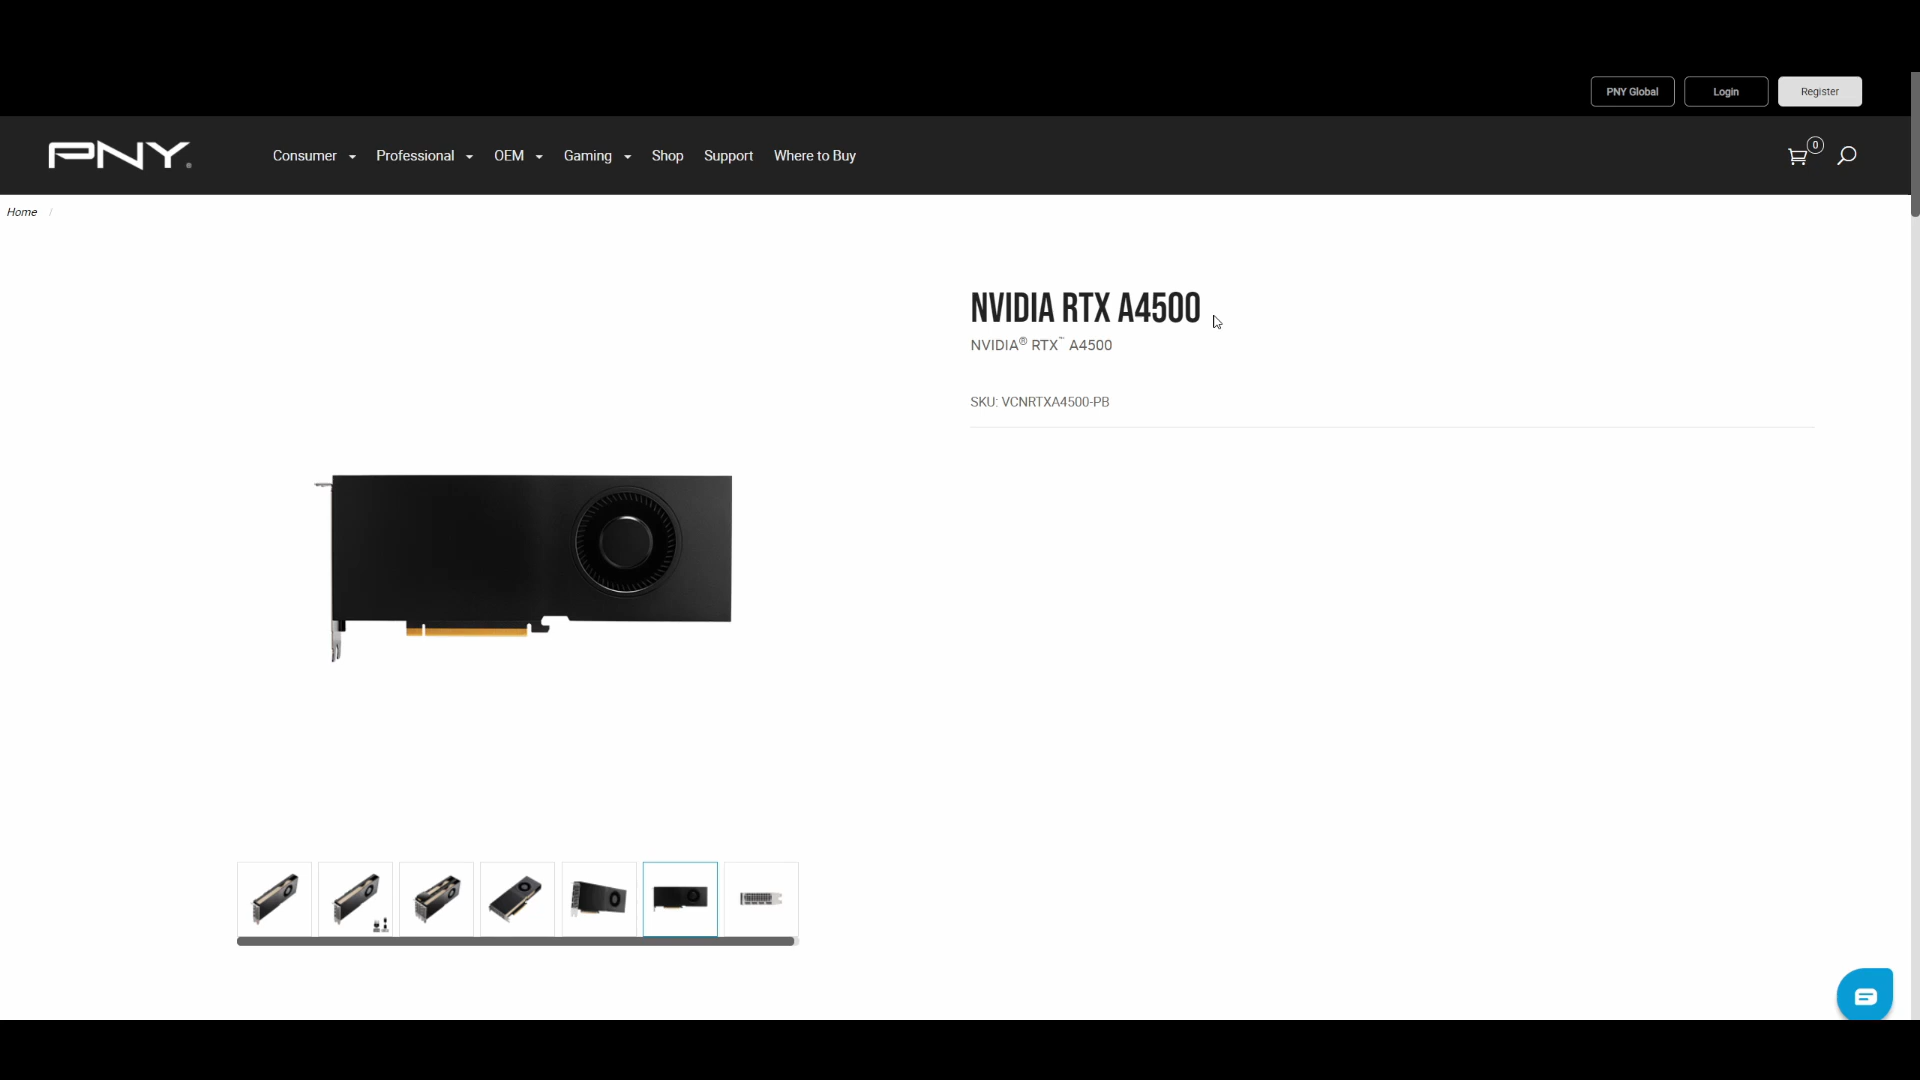 PNY Global Login Register
PNY Consumer Professional OEM Gaming Shop Support Where to Buy 0
Home /
NVIDIA RTX A4500
NVIDIA® RTX™ A4500
SKU: VCNRTXA4500-PB